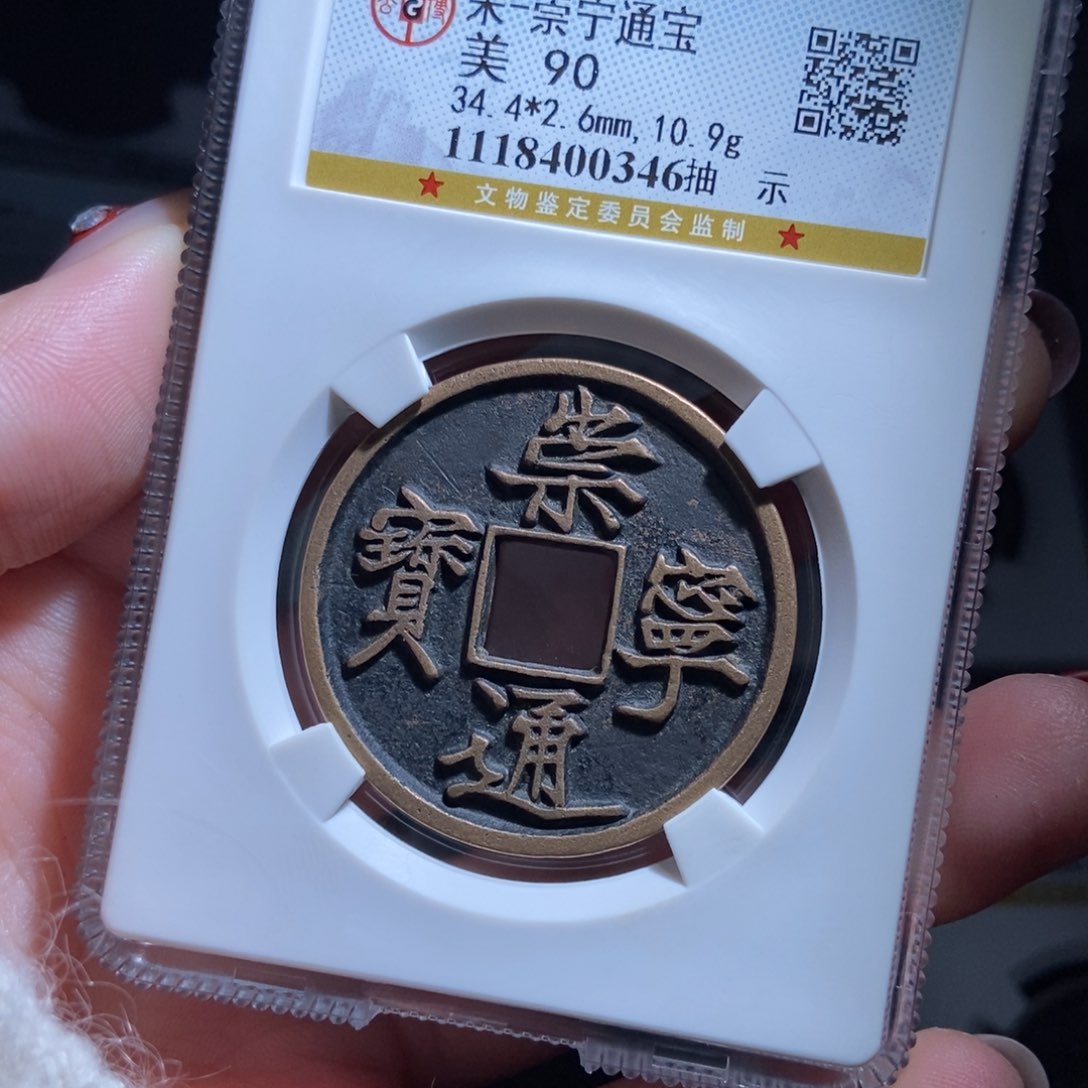 宋-崇宁通宝
美 90
34.4*2.6mm,10.9g
1118400346抽 示
★ 文物鉴定委员会监制 ★
崇
寧
通
寶